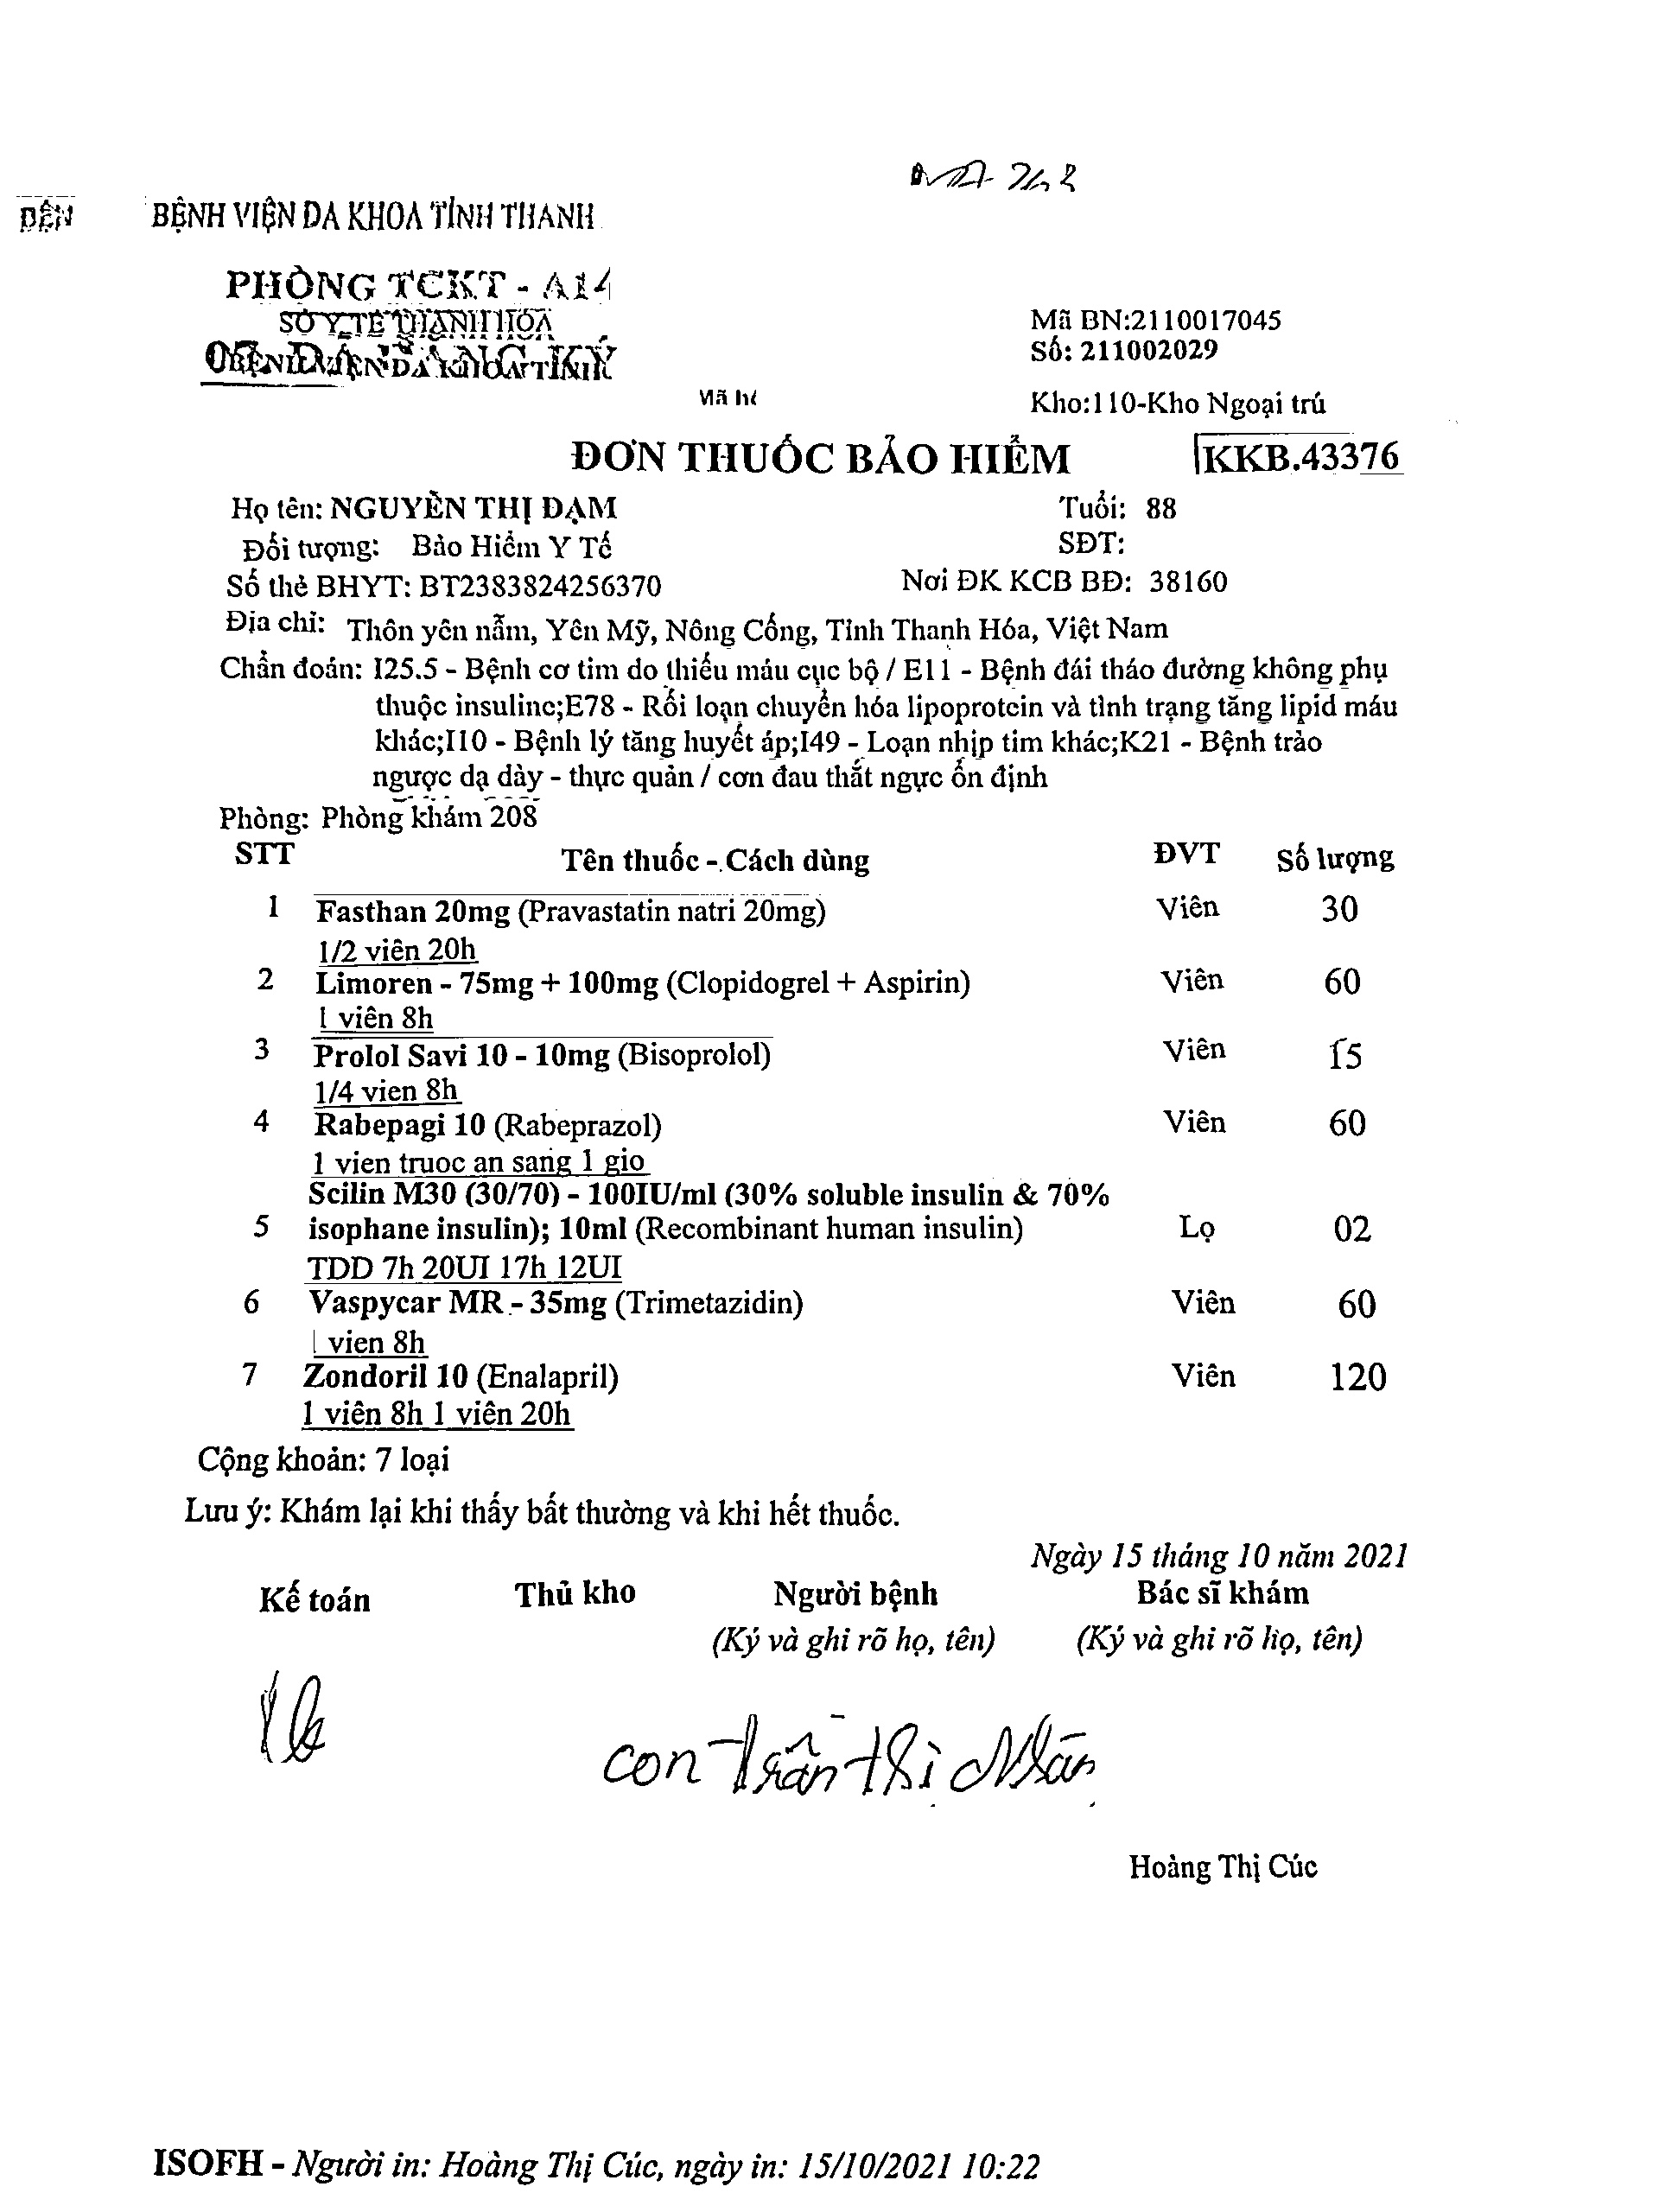 BỆNH VIỆN ĐA KHOA TỈNH THANH
PHÒNG TCKT - A14
SỞ Y TẾ THANH HÓA
Mã BN:2110017045
Số: 211002029
Kho:110-Kho Ngoại trú
ĐƠN THUỐC BẢO HIỂM
KKB.43376
Họ tên: NGUYỄN THỊ ĐẠM Tuổi: 88
Đối tượng: Bảo Hiểm Y Tế SĐT:
Số thẻ BHYT: BT2383824256370 Nơi ĐK KCB BĐ: 38160
Địa chỉ: Thôn yên nẫm, Yên Mỹ, Nông Cống, Tỉnh Thanh Hóa, Việt Nam
Chẩn đoán: I25.5 - Bệnh cơ tim do thiếu máu cục bộ / E11 - Bệnh đái tháo đường không phụ
thuộc insuline;E78 - Rối loạn chuyển hóa lipoprotein và tình trạng tăng lipid máu
khác;I10 - Bệnh lý tăng huyết áp;I49 - Loạn nhịp tim khác;K21 - Bệnh trào
ngược dạ dày - thực quản / cơn đau thắt ngực ổn định
Phòng: Phòng khám 208
STT Tên thuốc - Cách dùng ĐVT Số lượng
1 Fasthan 20mg (Pravastatin natri 20mg) Viên 30
1/2 viên 20h
2 Limoren - 75mg + 100mg (Clopidogrel + Aspirin) Viên 60
1 viên 8h
3 Prolol Savi 10 - 10mg (Bisoprolol) Viên 15
1/4 vien 8h
4 Rabepagi 10 (Rabeprazol) Viên 60
1 vien truoc an sang 1 gio
Scilin M30 (30/70) - 100IU/ml (30% soluble insulin & 70%
5 isophane insulin); 10ml (Recombinant human insulin) Lọ 02
TDD 7h 20UI 17h 12UI
6 Vaspycar MR - 35mg (Trimetazidin) Viên 60
1 vien 8h
7 Zondoril 10 (Enalapril) Viên 120
1 viên 8h 1 viên 20h
Cộng khoản: 7 loại
Lưu ý: Khám lại khi thấy bất thường và khi hết thuốc.
Ngày 15 tháng 10 năm 2021
Kế toán Thủ kho Người bệnh Bác sĩ khám
(Ký và ghi rõ họ, tên) (Ký và ghi rõ họ, tên)
con Trần Thị
Hoàng Thị Cúc
ISOFH - Người in: Hoàng Thị Cúc, ngày in: 15/10/2021 10:22